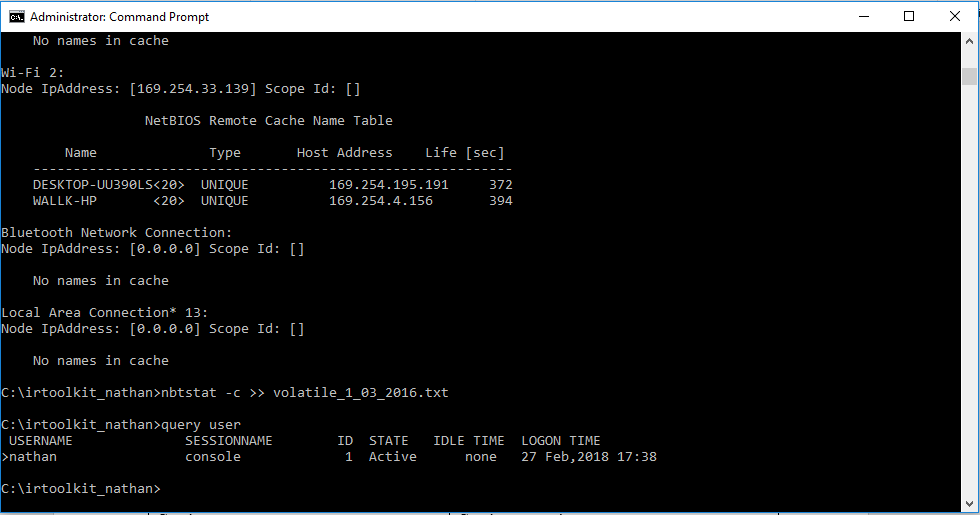 Administrator: Command Prompt
No names in cache
Wi-Fi 2:
Node IpAddress: [169.254.33.139] Scope Id: []
NetBIOS Remote Cache Name Table
Name Type Host Address Life [sec]
------------------------------------------------------------
DESKTOP-UU390LS<20> UNIQUE 169.254.195.191 372
WALLK-HP <20> UNIQUE 169.254.4.156 394
Bluetooth Network Connection:
Node IpAddress: [0.0.0.0] Scope Id: []
No names in cache
Local Area Connection* 13:
Node IpAddress: [0.0.0.0] Scope Id: []
No names in cache
C:\irtoolkit_nathan>nbtstat -c >> volatile_1_03_2016.txt
C:\irtoolkit_nathan>query user
USERNAME SESSIONNAME ID STATE IDLE TIME LOGON TIME
>nathan console 1 Active none 27 Feb,2018 17:38
C:\irtoolkit_nathan>